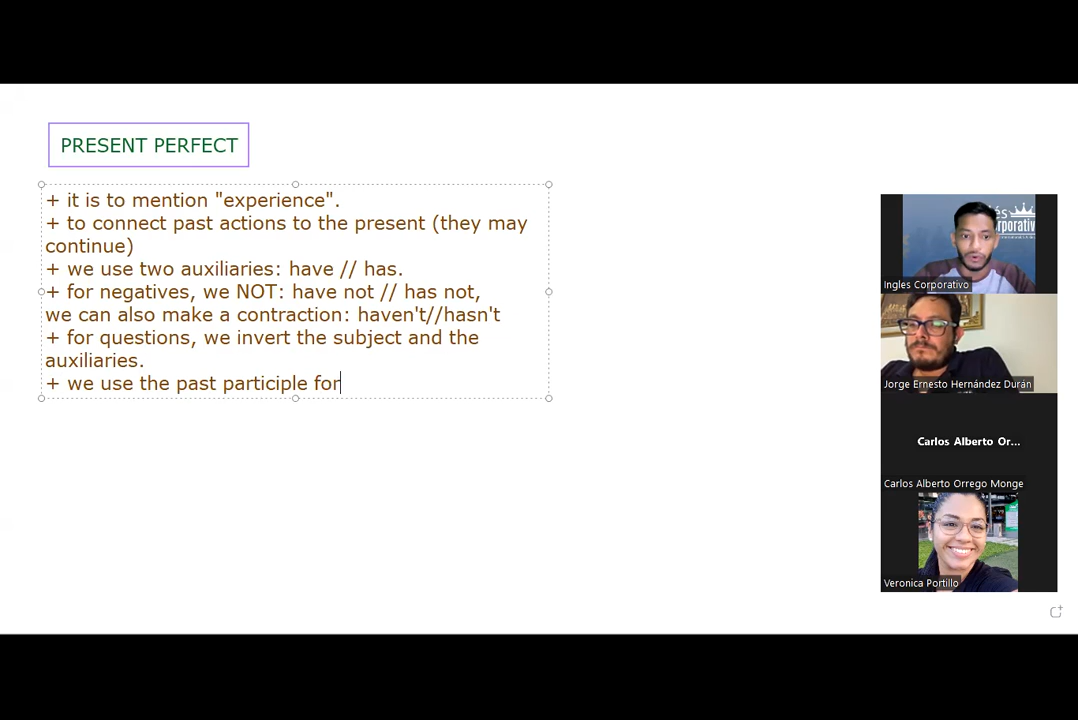 PRESENT PERFECT
+ it is to mention "experience".
+ to connect past actions to the present (they may
continue)
+ we use two auxiliaries: have // has.
+ for negatives, we NOT: have not // has not,
we can also make a contraction: haven't//hasn't
+ for questions, we invert the subject and the
auxiliaries.
+ we use the past participle for
és
orporativ
Ingles Corporativo
Jorge Ernesto Hernández Durán
Carlos Alberto Or...
Carlos Alberto Orrego Monge
Veronica Portillo